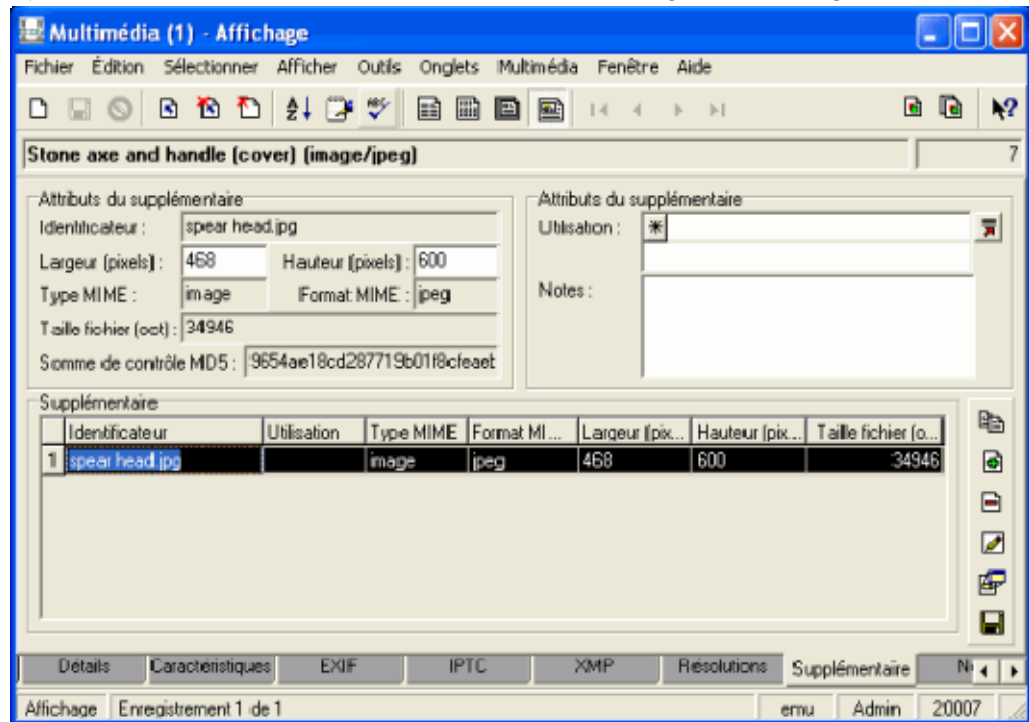 Multimédia (1) - Affichage
Fichier Édition Sélectionner Afficher Outils Onglets Multimédia Fenêtre Aide
Stone axe and handle (cover) (image/jpeg) 7
Attributs du supplémentaire
Identificateur : spear head.jpg
Largeur (pixels) : 468 Hauteur (pixels) : 600
Type MIME : image Format MIME : jpeg
Taille fichier (oct) : 34946
Somme de contrôle MD5 : 9654ae18cd287719b01f8cfeaeb
Attributs du supplémentaire
Utilisation :
Notes :
Supplémentaire
Identificateur Utilisation Type MIME Format MI... Largeur (pix... Hauteur (pix... Taille fichier (o...
1 spear head.jpg image jpeg 468 600 34946
Détails Caractéristiques EXIF IPTC XMP Résolutions Supplémentaire
Affichage Enregistrement 1 de 1 emu Admin 20007